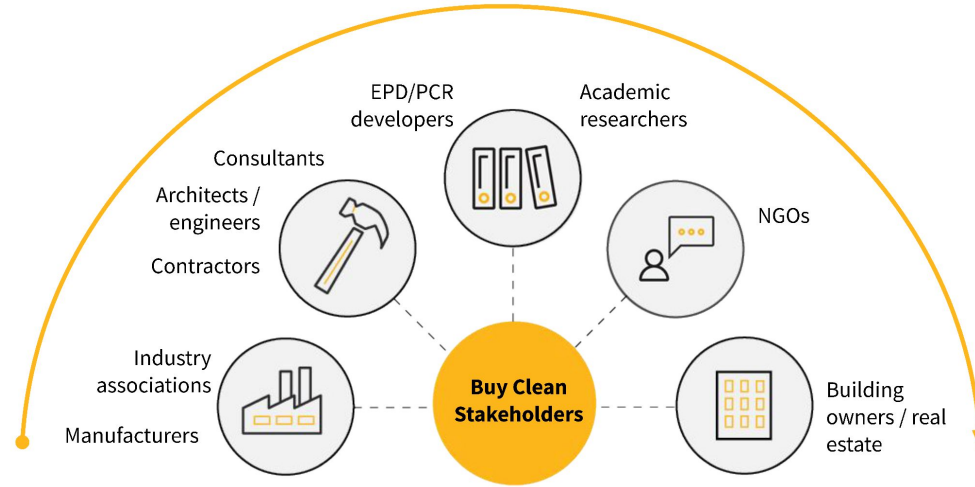 EPD/PCR
developers
Academic
researchers
Consultants
Architects /
engineers
Contractors
NGOs
Industry
associations
Manufacturers
Buy Clean
Stakeholders
Building
owners / real
estate